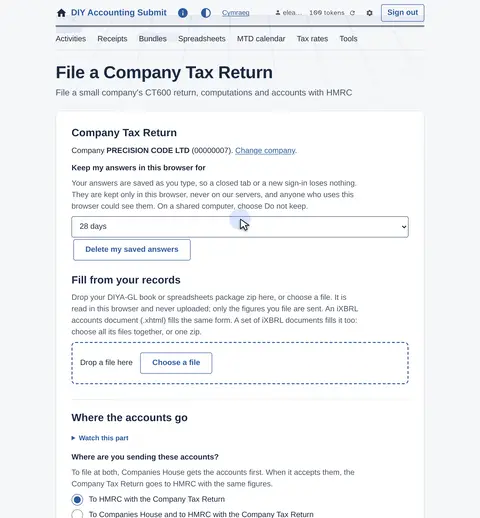 DIY Accounting Submit
Cymraeg
elea...
100 tokens
Sign out
Activities
Receipts
Bundles
Spreadsheets
MTD calendar
Tax rates
Tools
File a Company Tax Return
File a small company's CT600 return, computations and accounts with HMRC
Company Tax Return
Company PRECISION CODE LTD (00000007). Change company.
Keep my answers in this browser for
Your answers are saved as you type, so a closed tab or a new sign-in loses nothing.
They are kept only in this browser, never on our servers, and anyone who uses this
browser could see them. On a shared computer, choose Do not keep.
28 days
Delete my saved answers
Fill from your records
Drop your DIYA-GL book or spreadsheets package zip here, or choose a file. It is
read in this browser and never uploaded; only the figures you file are sent. An iXBRL
accounts document (.xhtml) fills the same form. A set of iXBRL documents fills it too:
choose all its files together, or one zip.
Drop a file here
Choose a file
Where the accounts go
Watch this part
Where are you sending these accounts?
To file at both, Companies House gets the accounts first. When it accepts them, the
Company Tax Return goes to HMRC with the same figures.
To HMRC with the Company Tax Return
To Companies House and to HMRC with the Company Tax Return